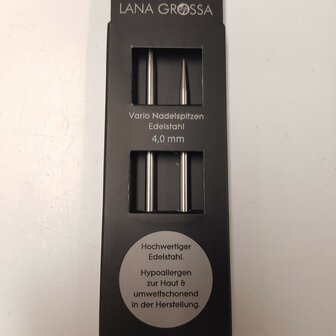 LANA GROSSA
Vario Nadelspitzen
Edelstahl
4,0 mm
Hochwertiger
Edelstahl.
Hypoallergen
zur Haut &
umweltschonend
in der Herstellung.